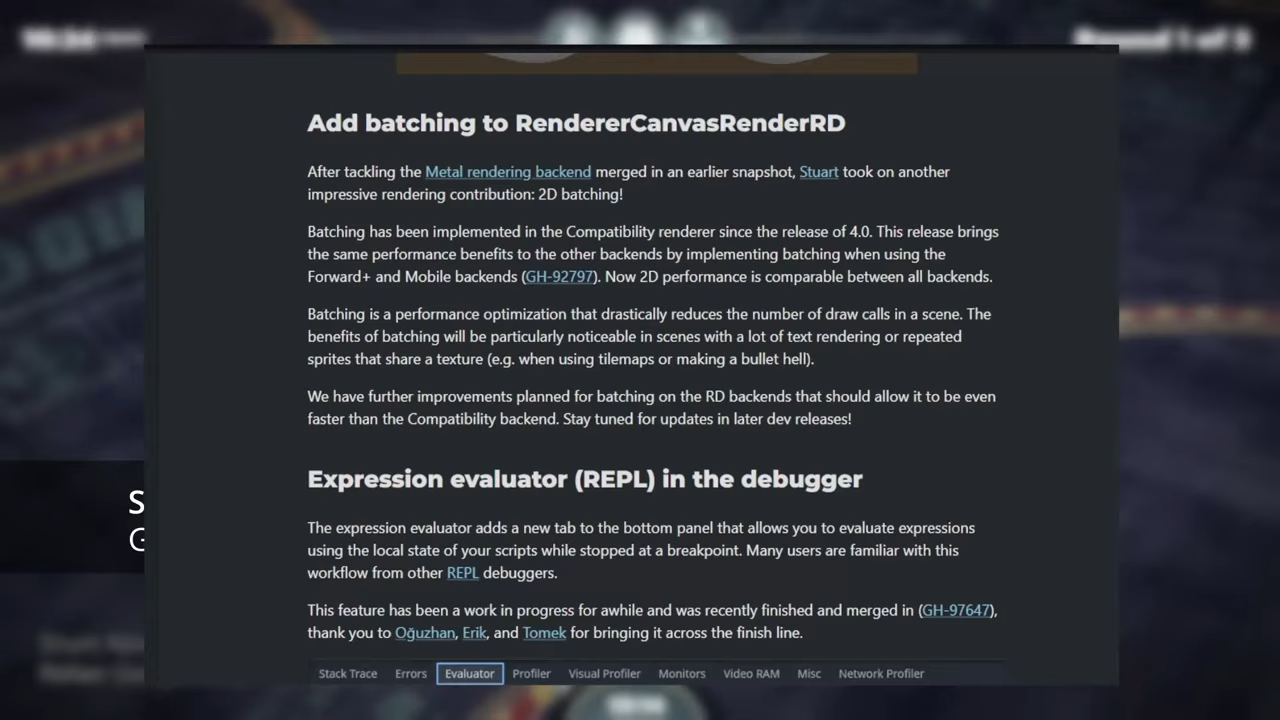 Round 1 of 3
Add batching to RendererCanvasRenderRD
After tackling the Metal rendering backend merged in an earlier snapshot, Stuart took on another
impressive rendering contribution: 2D batching!
Batching has been implemented in the Compatibility renderer since the release of 4.0. This release brings
the same performance benefits to the other backends by implementing batching when using the
Forward+ and Mobile backends (GH-92797). Now 2D performance is comparable between all backends.
Batching is a performance optimization that drastically reduces the number of draw calls in a scene. The
benefits of batching will be particularly noticeable in scenes with a lot of text rendering or repeated
sprites that share a texture (e.g. when using tilemaps or making a bullet hell).
We have further improvements planned for batching on the RD backends that should allow it to be even
faster than the Compatibility backend. Stay tuned for updates in later dev releases!
Expression evaluator (REPL) in the debugger
The expression evaluator adds a new tab to the bottom panel that allows you to evaluate expressions
using the local state of your scripts while stopped at a breakpoint. Many users are familiar with this
workflow from other REPL debuggers.
This feature has been a work in progress for awhile and was recently finished and merged in (GH-97647),
thank you to Oğuzhan, Erik, and Tomek for bringing it across the finish line.
Stack Trace Errors Evaluator Profiler Visual Profiler Monitors Video RAM Misc Network Profiler